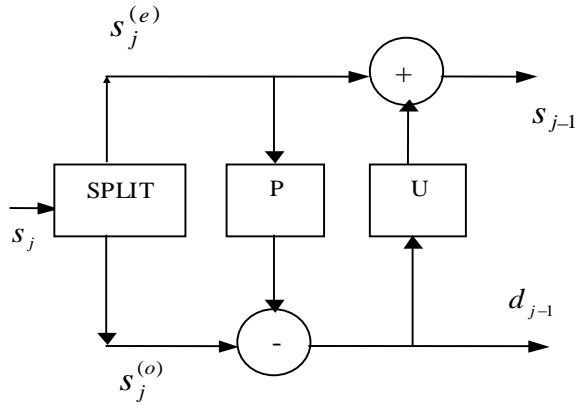 s_j^{(e)}
+
s_{j-1}
SPLIT
P
U
s_j
d_{j-1}
-
s_j^{(o)}